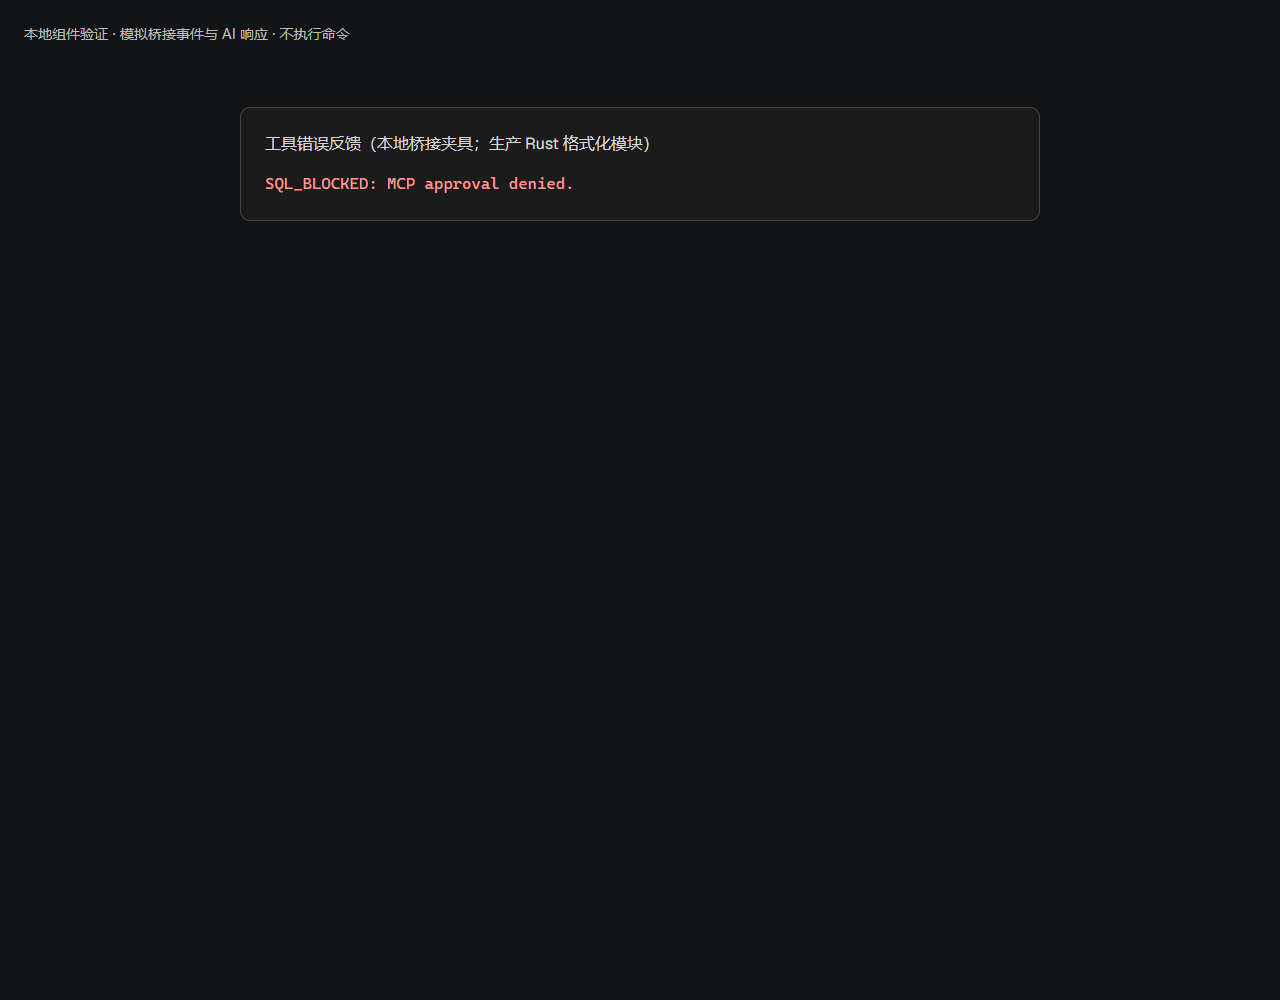 本地组件验证 · 模拟桥接事件与 AI 响应 · 不执行命令
工具错误反馈（本地桥接夹具；生产 Rust 格式化模块）
SQL_BLOCKED: MCP approval denied.